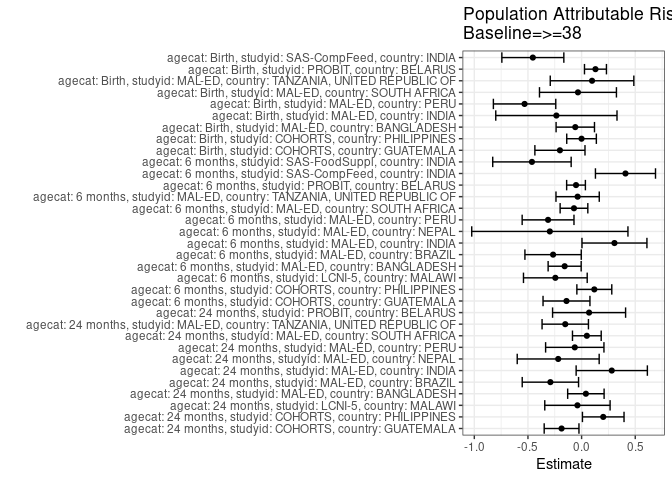 Population Attributable Ris
Baseline=>=38
agecat: Birth, studyid: SAS-CompFeed, country: INDIA
agecat: Birth, studyid: PROBIT, country: BELARUS
agecat: Birth, studyid: MAL-ED, country: TANZANIA, UNITED REPUBLIC OF
agecat: Birth, studyid: MAL-ED, country: SOUTH AFRICA
agecat: Birth, studyid: MAL-ED, country: PERU
agecat: Birth, studyid: MAL-ED, country: INDIA
agecat: Birth, studyid: MAL-ED, country: BANGLADESH
agecat: Birth, studyid: COHORTS, country: PHILIPPINES
agecat: Birth, studyid: COHORTS, country: GUATEMALA
agecat: 6 months, studyid: SAS-FoodSuppl, country: INDIA
agecat: 6 months, studyid: SAS-CompFeed, country: INDIA
agecat: 6 months, studyid: PROBIT, country: BELARUS
agecat: 6 months, studyid: MAL-ED, country: TANZANIA, UNITED REPUBLIC OF
agecat: 6 months, studyid: MAL-ED, country: SOUTH AFRICA
agecat: 6 months, studyid: MAL-ED, country: PERU
agecat: 6 months, studyid: MAL-ED, country: NEPAL
agecat: 6 months, studyid: MAL-ED, country: INDIA
agecat: 6 months, studyid: MAL-ED, country: BRAZIL
agecat: 6 months, studyid: MAL-ED, country: BANGLADESH
agecat: 6 months, studyid: LCNI-5, country: MALAWI
agecat: 6 months, studyid: COHORTS, country: PHILIPPINES
agecat: 6 months, studyid: COHORTS, country: GUATEMALA
agecat: 24 months, studyid: PROBIT, country: BELARUS
agecat: 24 months, studyid: MAL-ED, country: TANZANIA, UNITED REPUBLIC OF
agecat: 24 months, studyid: MAL-ED, country: SOUTH AFRICA
agecat: 24 months, studyid: MAL-ED, country: PERU
agecat: 24 months, studyid: MAL-ED, country: NEPAL
agecat: 24 months, studyid: MAL-ED, country: INDIA
agecat: 24 months, studyid: MAL-ED, country: BRAZIL
agecat: 24 months, studyid: MAL-ED, country: BANGLADESH
agecat: 24 months, studyid: LCNI-5, country: MALAWI
agecat: 24 months, studyid: COHORTS, country: PHILIPPINES
agecat: 24 months, studyid: COHORTS, country: GUATEMALA
-1.0 -0.5 0.0 0.5
Estimate